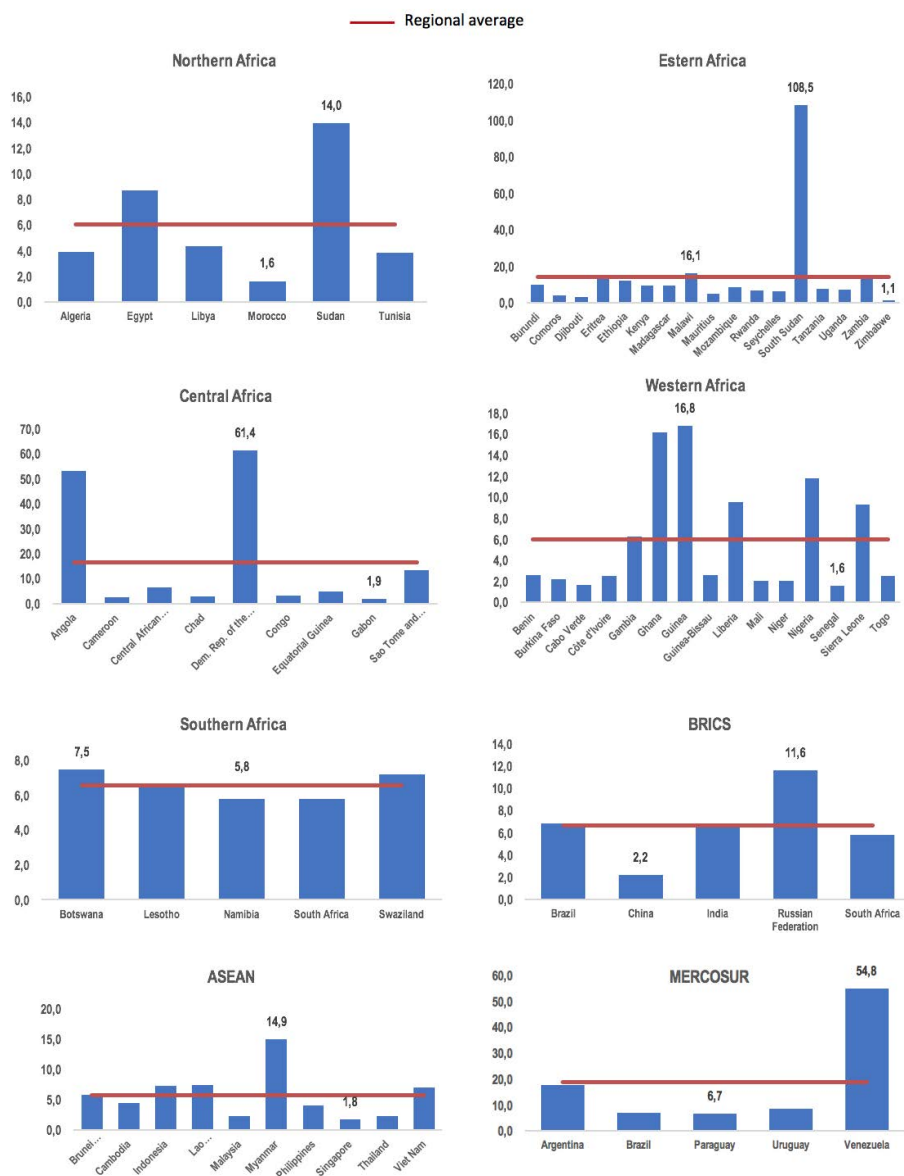 Regional average
Northern Africa
16,0
14,0
12,0
10,0
8,0
6,0
4,0
2,0
0,0
1,6
14,0
Algeria
Egypt
Libya
Morocco
Sudan
Tunisia
Estern Africa
120,0
100,0
80,0
60,0
40,0
20,0
0,0
16,1
108,5
1,1
Burundi
Comoros
Djibouti
Eritrea
Ethiopia
Kenya
Madagascar
Malawi
Mauritius
Mozambique
Rwanda
Seychelles
South Sudan
Tanzania
Uganda
Zambia
Zimbabwe
Central Africa
70,0
60,0
50,0
40,0
30,0
20,0
10,0
0,0
61,4
1,9
Angola
Cameroon
Central African...
Chad
Dem. Rep. of the...
Congo
Equatorial Guinea
Gabon
Sao Tome and...
Western Africa
18,0
16,0
14,0
12,0
10,0
8,0
6,0
4,0
2,0
0,0
16,8
1,6
Benin
Burkina Faso
Cabo Verde
Côte d'Ivoire
Gambia
Ghana
Guinea
Guinea-Bissau
Liberia
Mali
Niger
Nigeria
Senegal
Sierra Leone
Togo
Southern Africa
8,0
6,0
4,0
2,0
0,0
7,5
5,8
Botswana
Lesotho
Namibia
South Africa
Swaziland
BRICS
14,0
12,0
10,0
8,0
6,0
4,0
2,0
0,0
2,2
11,6
Brazil
China
India
Russian
Federation
South Africa
ASEAN
20,0
15,0
10,0
5,0
0,0
14,9
1,8
Brunei...
Cambodia
Indonesia
Lao...
Malaysia
Myanmar
Philippines
Singapore
Thailand
Viet Nam
MERCOSUR
60,0
50,0
40,0
30,0
20,0
10,0
0,0
6,7
54,8
Argentina
Brazil
Paraguay
Uruguay
Venezuela